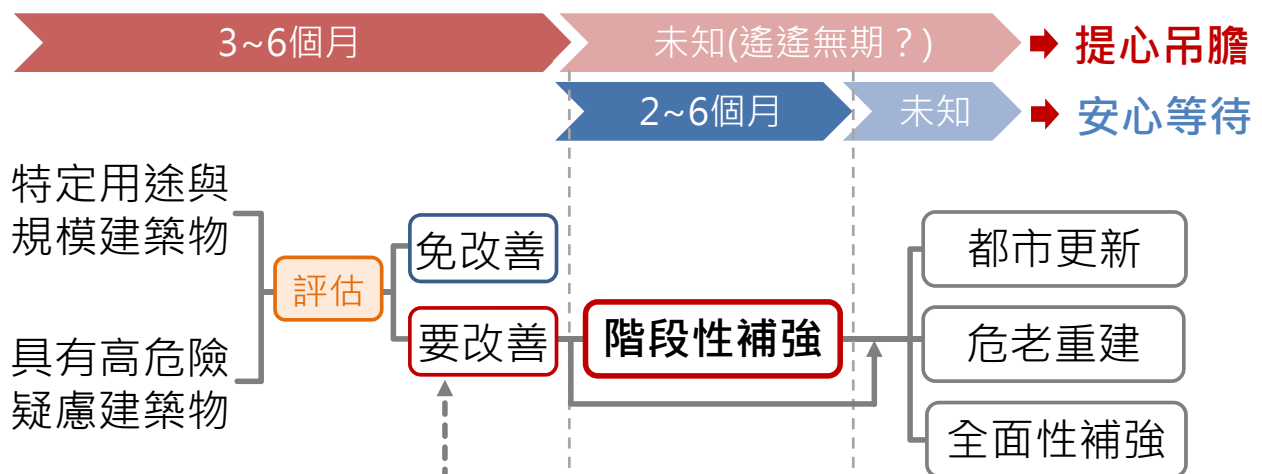 3~6個月
未知(遙遙無期？)
提心吊膽
2~6個月
未知
安心等待
特定用途與
規模建築物
具有高危險
疑慮建築物
評估
免改善
要改善
階段性補強
都市更新
危老重建
全面性補強